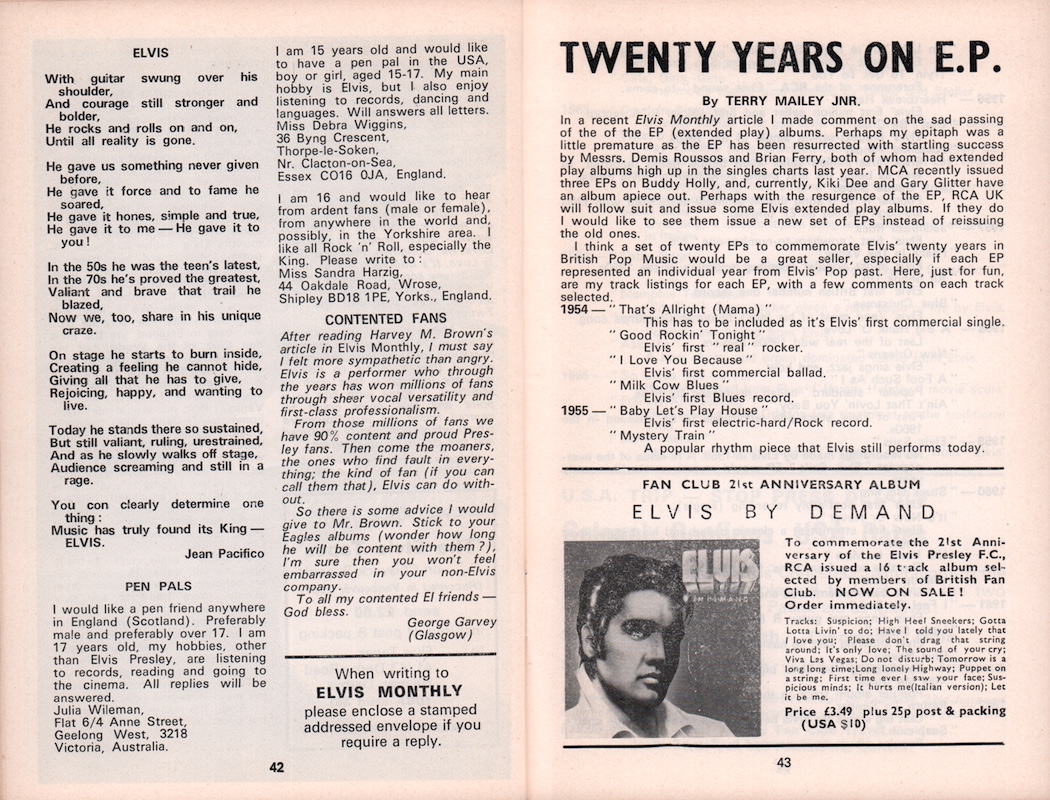 ELVIS
With guitar swung over his
shoulder,
And courage still stronger and
bolder,
He rocks and rolls on and on,
Until all reality is gone.
He gave us something never given
before,
He gave it force and to fame he
soared,
He gave it hones, simple and true,
He gave it to me — He gave it to
you!
In the 50s he was the teen's latest,
In the 70s he's proved the greatest,
Valiant and brave that trail he
blazed,
Now we, too, share in his unique
craze.
On stage he starts to burn inside,
Creating a feeling he cannot hide,
Giving all that he has to give,
Rejoicing, happy, and wanting to
live.
Today he stands there so sustained,
But still valiant, ruling, urestrained,
And as he slowly walks off stage,
Audience screaming and still in a
rage.
You con clearly determine one
thing:
Music has truly found its King —
ELVIS.
Jean Pacifico
PEN PALS
I would like a pen friend anywhere
in England (Scotland). Preferably
male and preferably over 17. I am
17 years old, my hobbies, other
than Elvis Presley, are listening
to records, reading and going to
the cinema. All replies will be
answered.
Julia Wileman,
Flat 6/4 Anne Street,
Geelong West, 3218
Victoria, Australia.
I am 15 years old and would like
to have a pen pal in the USA,
boy or girl, aged 15-17. My main
hobby is Elvis, but I also enjoy
listening to records, dancing and
languages. Will answers all letters.
Miss Debra Wiggins,
36 Byng Crescent,
Thorpe-le-Soken,
Nr. Clacton-on-Sea,
Essex CO16 0JA, England.
I am 16 and would like to hear
from ardent fans (male or female),
from anywhere in the world and,
possibly, in the Yorkshire area. I
like all Rock 'n' Roll, especially the
King. Please write to:
Miss Sandra Harzig,
44 Oakdale Road, Wrose,
Shipley BD18 1PE, Yorks., England.
CONTENTED FANS
After reading Harvey M. Brown's
article in Elvis Monthly, I must say
I felt more sympathetic than angry.
Elvis is a performer who through
the years has won millions of fans
through sheer vocal versatility and
first-class professionalism.
From those millions of fans we
have 90% content and proud Pres-
ley fans. Then come the moaners,
the ones who find fault in every-
thing; the kind of fan (if you can
call them that), Elvis can do with-
out.
So there is some advice I would
give to Mr. Brown. Stick to your
Eagles albums (wonder how long
he will be content with them?),
I'm sure then you won't feel
embarrassed in your non-Elvis
company.
To all my contented El friends —
God bless.
George Garvey
(Glasgow)
When writing to
ELVIS MONTHLY
please enclose a stamped
addressed envelope if you
require a reply.
42
TWENTY YEARS ON E.P.
By TERRY MAILEY JNR.
In a recent Elvis Monthly article I made comment on the sad passing
of the of the EP (extended play) albums. Perhaps my epitaph was a
little premature as the EP has been resurrected with startling success
by Messrs. Demis Roussos and Brian Ferry, both of whom had extended
play albums high up in the singles charts last year. MCA recently issued
three EPs on Buddy Holly, and, currently, Kiki Dee and Gary Glitter have
an album apiece out. Perhaps with the resurgence of the EP, RCA UK
will follow suit and issue some Elvis extended play albums. If they do
I would like to see them issue a new set of EPs instead of reissuing
the old ones.
I think a set of twenty EPs to commemorate Elvis' twenty years in
British Pop Music would be a great seller, especially if each EP
represented an individual year from Elvis' Pop past. Here, just for fun,
are my track listings for each EP, with a few comments on each track
selected.
1954 — "That's Allright (Mama)"
This has to be included as it's Elvis' first commercial single.
"Good Rockin' Tonight"
Elvis' first "real" rocker.
"I Love You Because"
Elvis' first commercial ballad.
"Milk Cow Blues"
Elvis' first Blues record.
1955 — "Baby Let's Play House"
Elvis' first electric-hard/Rock record.
"Mystery Train"
A popular rhythm piece that Elvis still performs today.
FAN CLUB 21st ANNIVERSARY ALBUM
ELVIS BY DEMAND
ELVIS
IN DEMAND
To commemorate the 21st Anni-
versary of the Elvis Presley F.C.,
RCA issued a 16 track album sel-
ected by members of British Fan
Club. NOW ON SALE!
Order immediately.
Tracks: Suspicion; High Heel Sneekers; Gotta
Lotta Livin' to do; Have I told you lately that
I love you; Please don't drag that string
around; It's only love; The sound of your cry;
Viva Las Vegas; Do not disturb; Tomorrow is a
long long time; Long lonely Highway; Puppet on
a string; First time ever I saw your face; Sus-
picious minds; It hurts me(Italian version); Let
it be me.
Price £3.49 plus 25p post & packing
(USA $10)
43